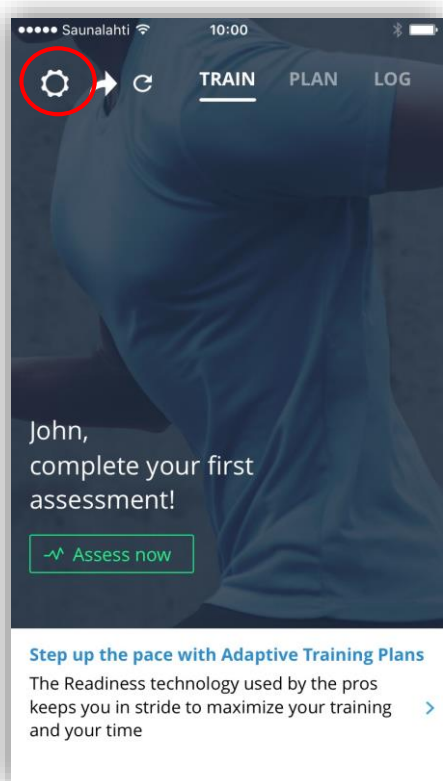 Saunalahti 10:00
TRAIN PLAN LOG
John,
complete your first
assessment!
Assess now
Step up the pace with Adaptive Training Plans
The Readiness technology used by the pros
keeps you in stride to maximize your training
and your time